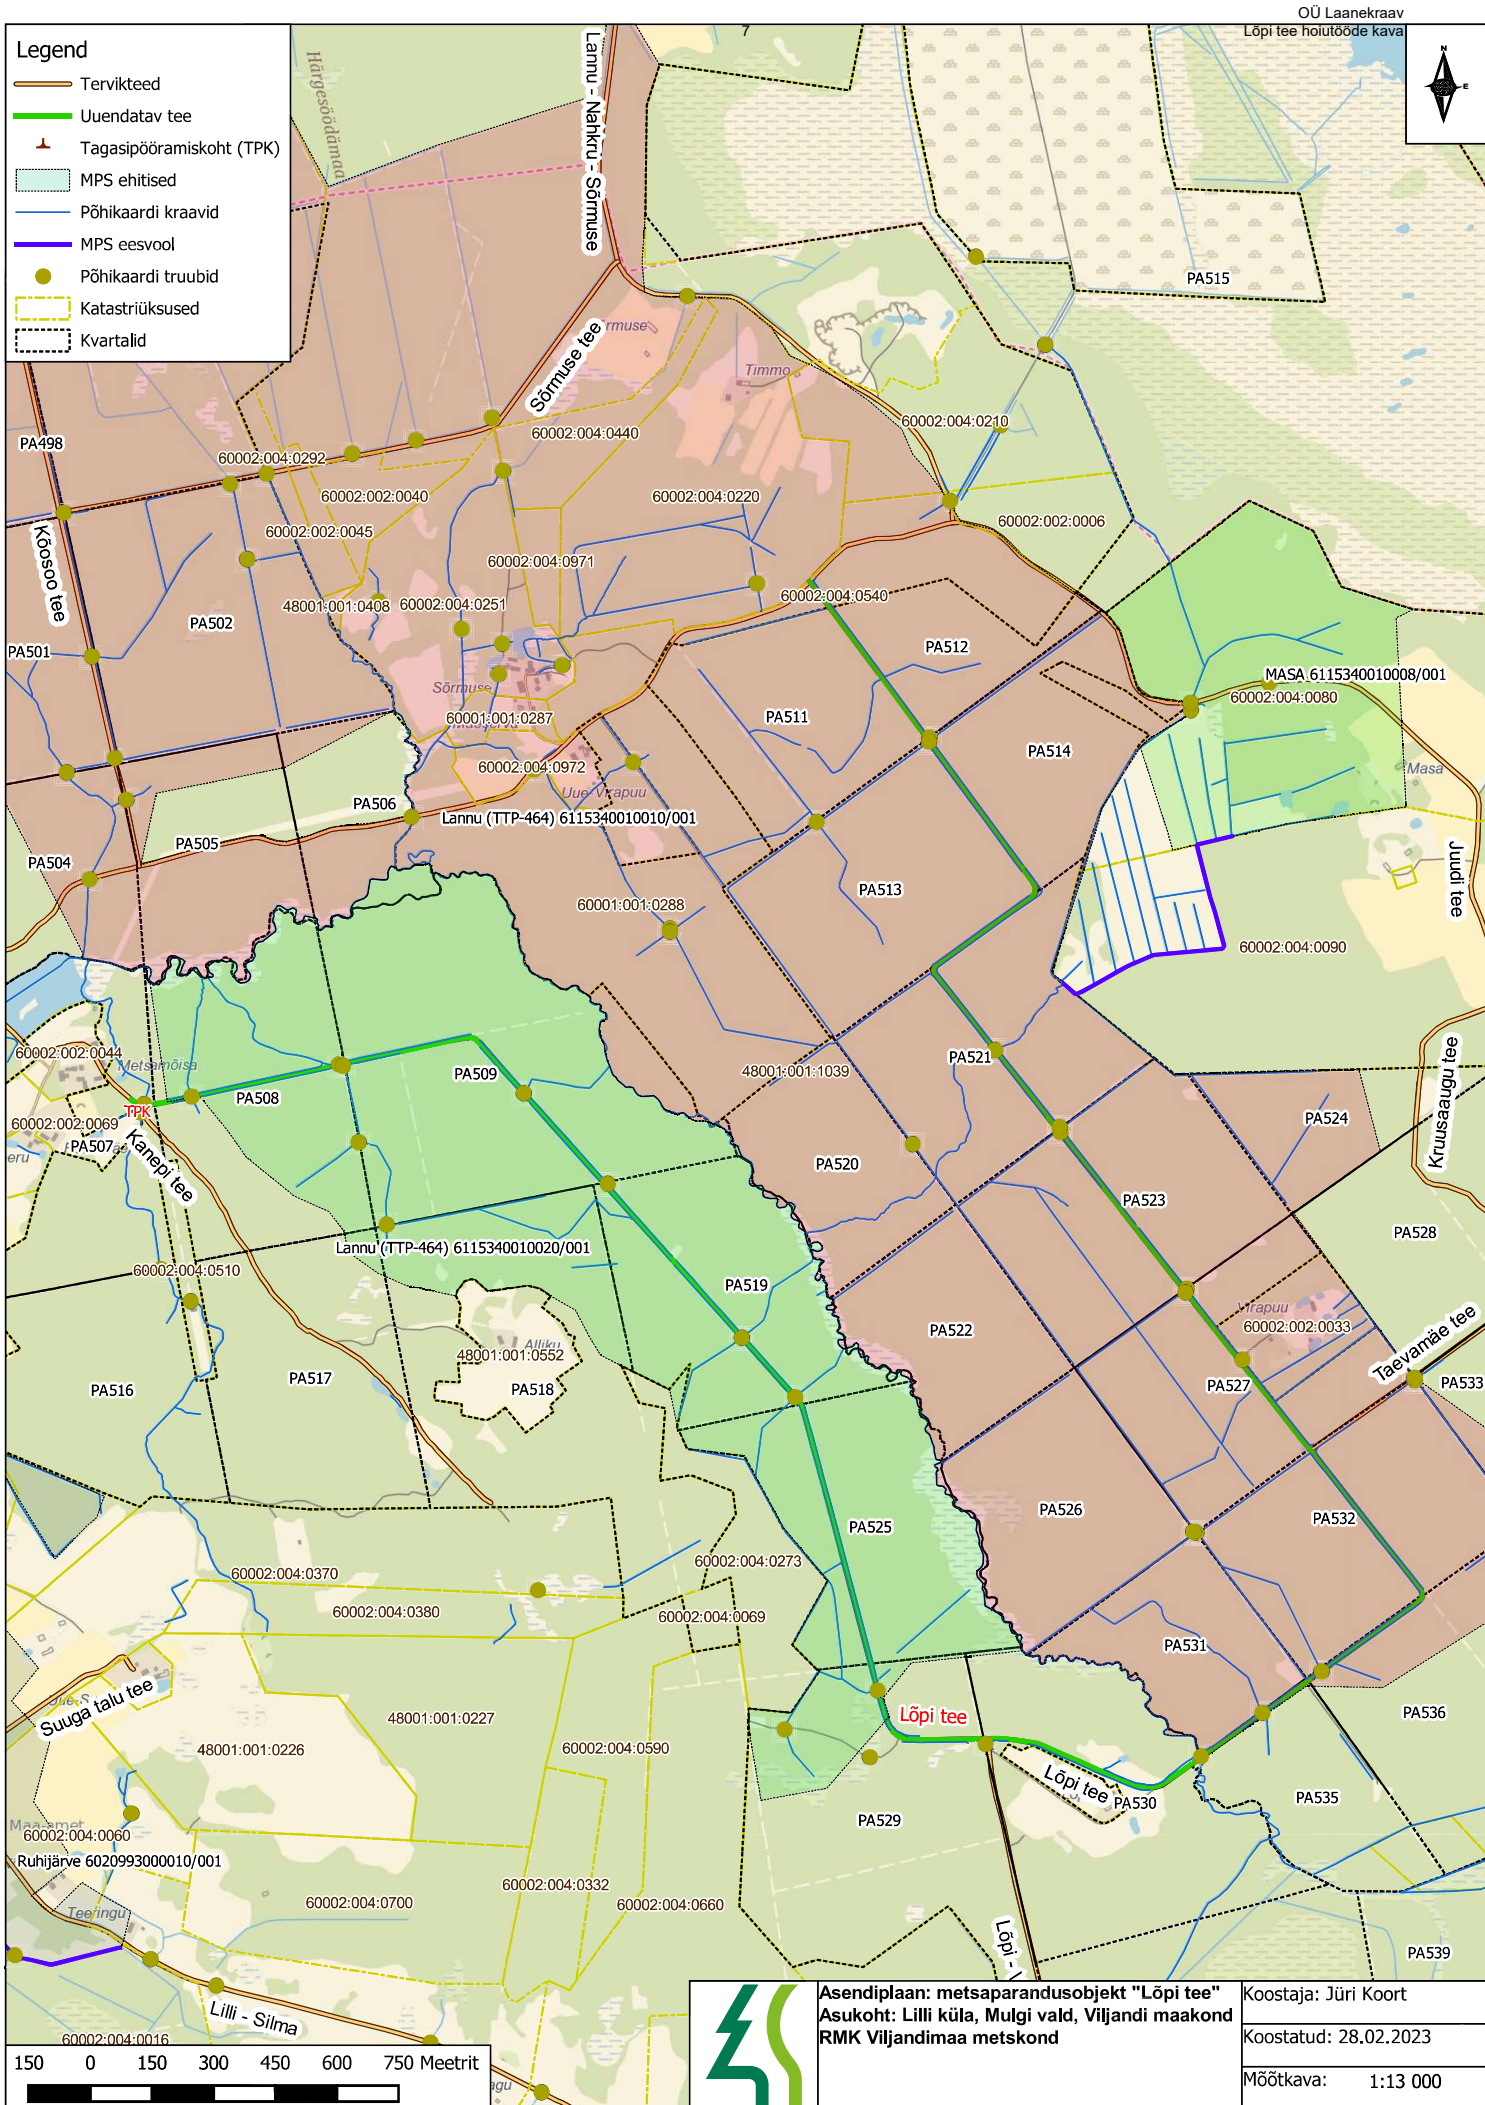 OÜ Laanekraav
Lõpi tee hoiutööde kava
7
Legend
Tervikteed
Uuendatav tee
Tagasipööramiskoht (TPK)
MPS ehitised
Põhikaardi kraavid
MPS eesvool
Põhikaardi truubid
Katastriüksused
Kvartalid
Härgesöödämaa
Lannu - Nahkru - Sõrmuse
N
E
PA515
Sõrmuse tee
Timmo
PA498
60002:004:0292
60002:004:0440
60002:004:0210
60002:002:0040
60002:004:0220
60002:002:0045
60002:002:0006
Kõosoo tee
60002:004:0971
48001:001:0408
60002:004:0251
60002:004:0540
PA502
PA501
PA512
Sõrmuse
MASA 6115340010008/001
60002:004:0080
60001:001:0287
PA511
PA514
60002:004:0972
Masa
Uue-Virapuu
PA506
Lannu (TTP-464) 6115340010010/001
PA505
PA504
PA513
Juudi tee
60001:001:0288
60002:004:0090
60002:002:0044
Metsamõisa
PA509
PA521
48001:001:1039
Kruusaaugu tee
PA508
TPK
60002:002:0069
PA507
Kanepi tee
PA524
PA520
PA523
Lannu (TTP-464) 6115340010020/001
PA528
60002:004:0510
PA519
Virapuu
60002:002:0033
PA522
Alliku
48001:001:0552
Taevamäe tee
PA516
PA517
PA518
PA527
PA533
PA526
PA532
PA525
60002:004:0273
60002:004:0370
60002:004:0380
60002:004:0069
PA531
Suuga talu tee
48001:001:0227
Lõpi tee
PA536
48001:001:0226
60002:004:0590
Lõpi tee
PA530
PA535
PA529
Maa-amet
60002:004:0060
Ruhijärve 6020993000010/001
60002:004:0332
60002:004:0700
60002:004:0660
Teeringu
Lõpi -
PA539
Lilli - Silma
60002:004:0016
150 0 150 300 450 600 750 Meetrit
Asendiplaan: metsaparandusobjekt "Lõpi tee"
Asukoht: Lilli küla, Mulgi vald, Viljandi maakond
RMK Viljandimaa metskond
Koostaja: Jüri Koort
Koostatud: 28.02.2023
Mõõtkava: 1:13 000